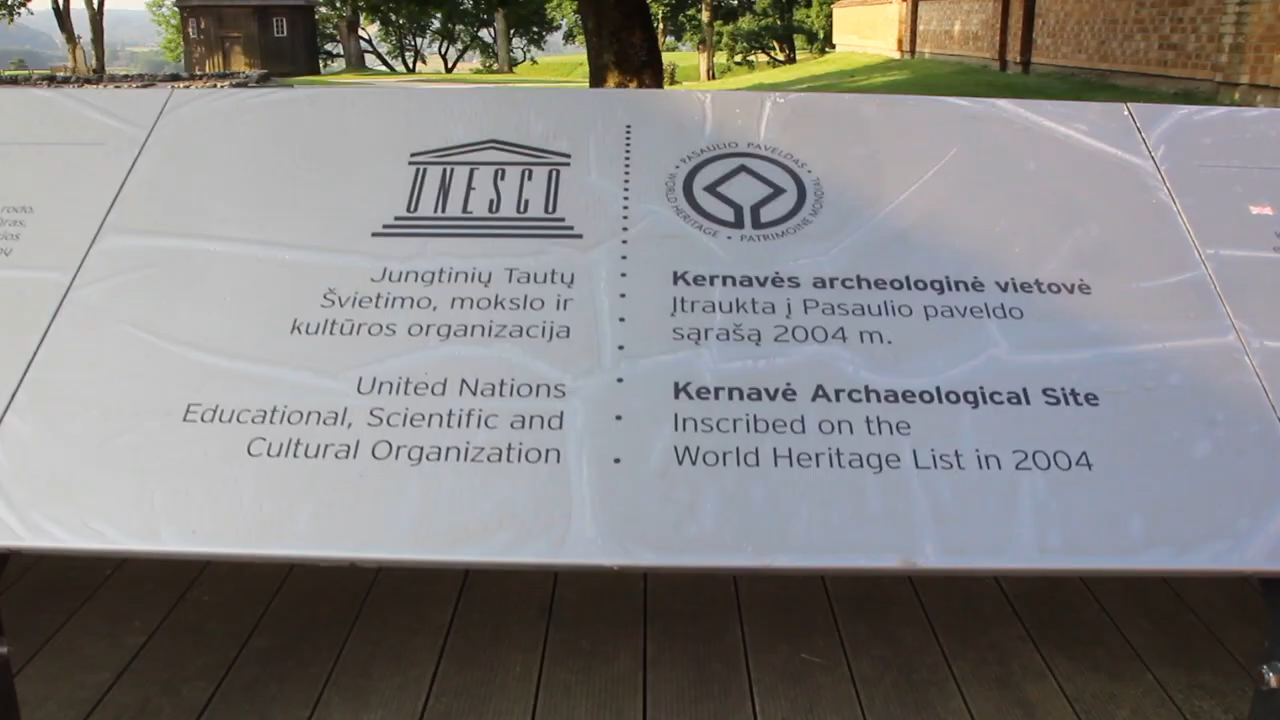 UNESCO
Jungtinių Tautų
Švietimo, mokslo ir
kultūros organizacija
United Nations
Educational, Scientific and
Cultural Organization
PASAULIO PAVELDAS • WORLD HERITAGE • PATRIMOINE MONDIAL •
Kernavės archeologinė vietovė
Įtraukta į Pasaulio paveldo
sąrašą 2004 m.
Kernavė Archaeological Site
Inscribed on the
World Heritage List in 2004
rodo,